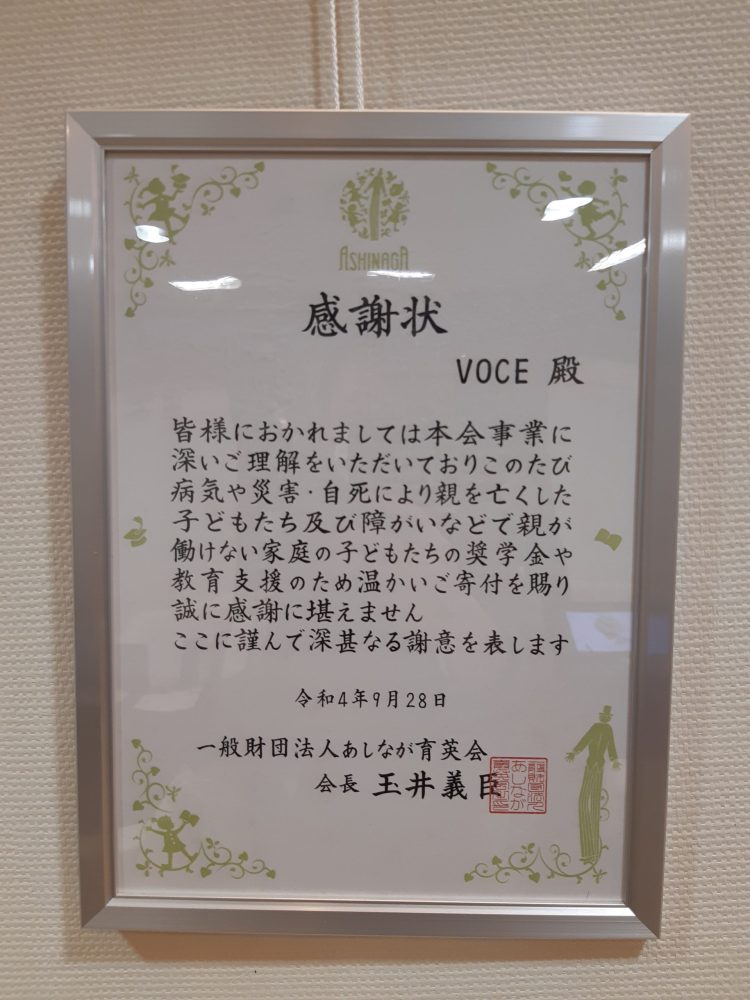 ASHINAGA
感謝状
VOCE 殿
皆様におかれましては本会事業に
深いご理解をいただいておりこのたび
病気や災害・自死により親を亡くした
子どもたち及び障がいなどで親が
働けない家庭の子どもたちの奨学金や
教育支援のため温かいご寄付を賜り
誠に感謝に堪えません
ここに謹んで深甚なる謝意を表します
令和4年9月28日
一般財団法人あしなが育英会
会長 玉井義臣